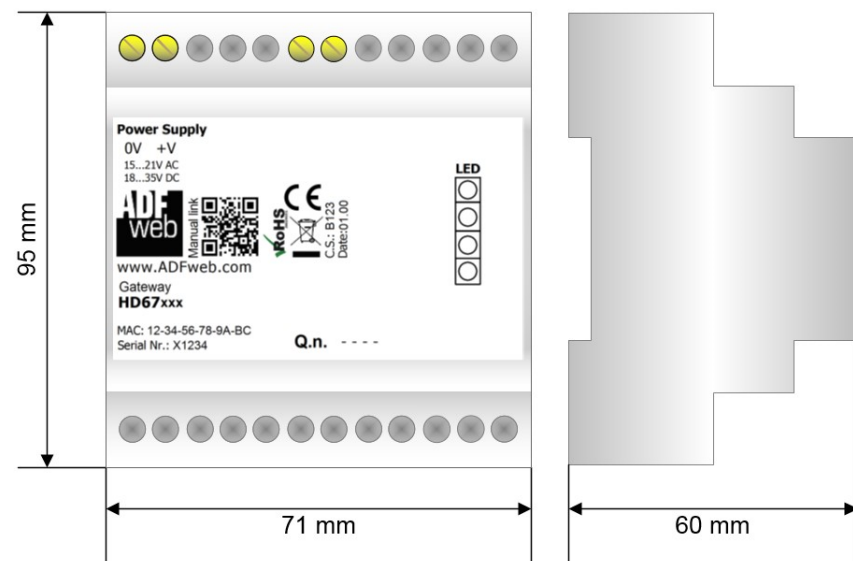 Power Supply
0V +V
15...21V AC
18...35V DC
ADF
web
Manual link
RoHS
CE
C.S.: B123
Date:01.00
LED
www.ADFweb.com
Gateway
HD67xxx
MAC: 12-34-56-78-9A-BC
Serial Nr.: X1234
Q.n. - - - -
95 mm
71 mm
60 mm